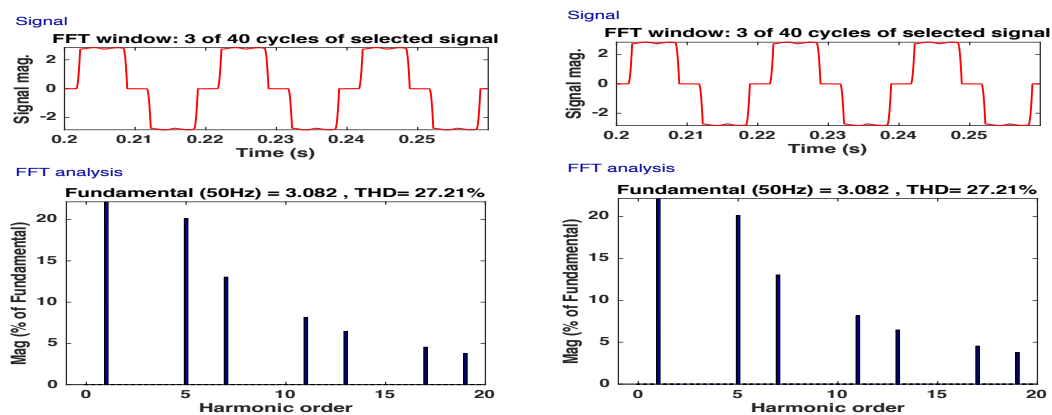 Signal
FFT window: 3 of 40 cycles of selected signal
Signal mag.
2
0
-2
0.2
0.21
0.22
0.23
0.24
0.25
Time (s)
FFT analysis
Fundamental (50Hz) = 3.082 , THD= 27.21%
Mag (% of Fundamental)
20
15
10
5
0
0
5
10
15
20
Harmonic order
Signal
FFT window: 3 of 40 cycles of selected signal
Signal mag.
2
0
-2
0.2
0.21
0.22
0.23
0.24
0.25
Time (s)
FFT analysis
Fundamental (50Hz) = 3.082 , THD= 27.21%
Mag (% of Fundamental)
20
15
10
5
0
0
5
10
15
20
Harmonic order